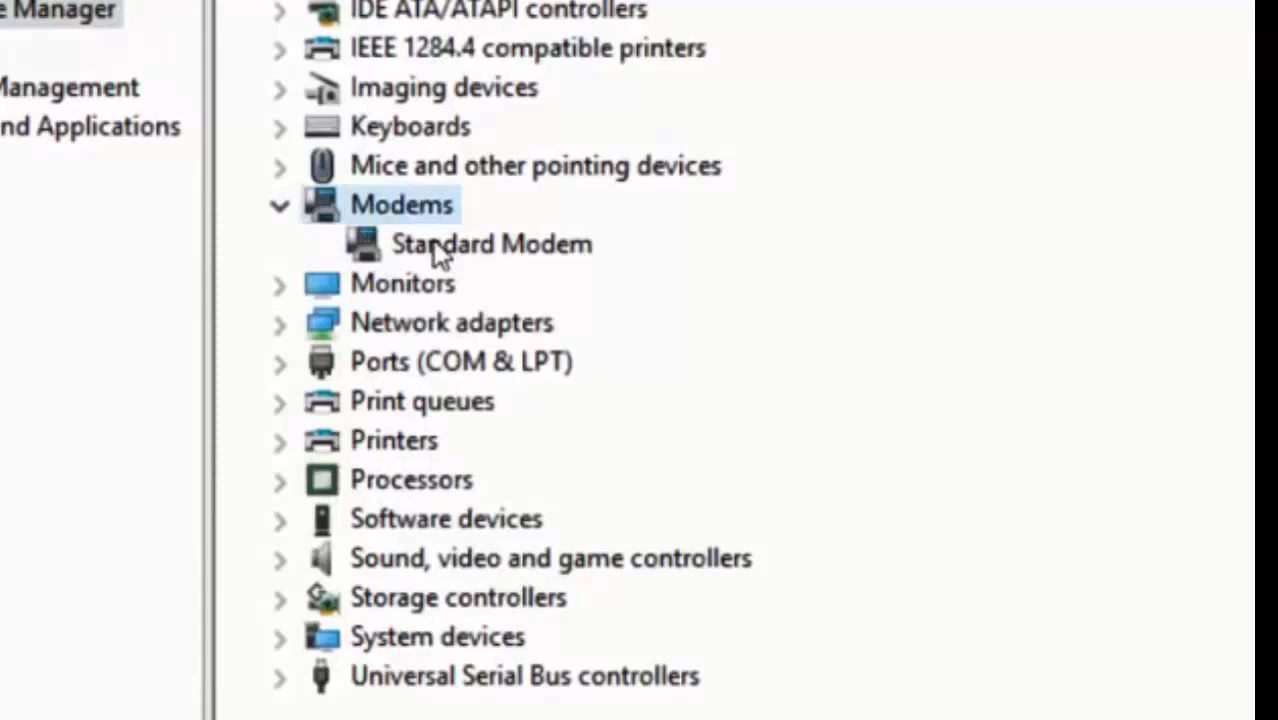 e Manager
Management
nd Applications
IDE ATA/ATAPI controllers
IEEE 1284.4 compatible printers
Imaging devices
Keyboards
Mice and other pointing devices
Modems
Standard Modem
Monitors
Network adapters
Ports (COM & LPT)
Print queues
Printers
Processors
Software devices
Sound, video and game controllers
Storage controllers
System devices
Universal Serial Bus controllers